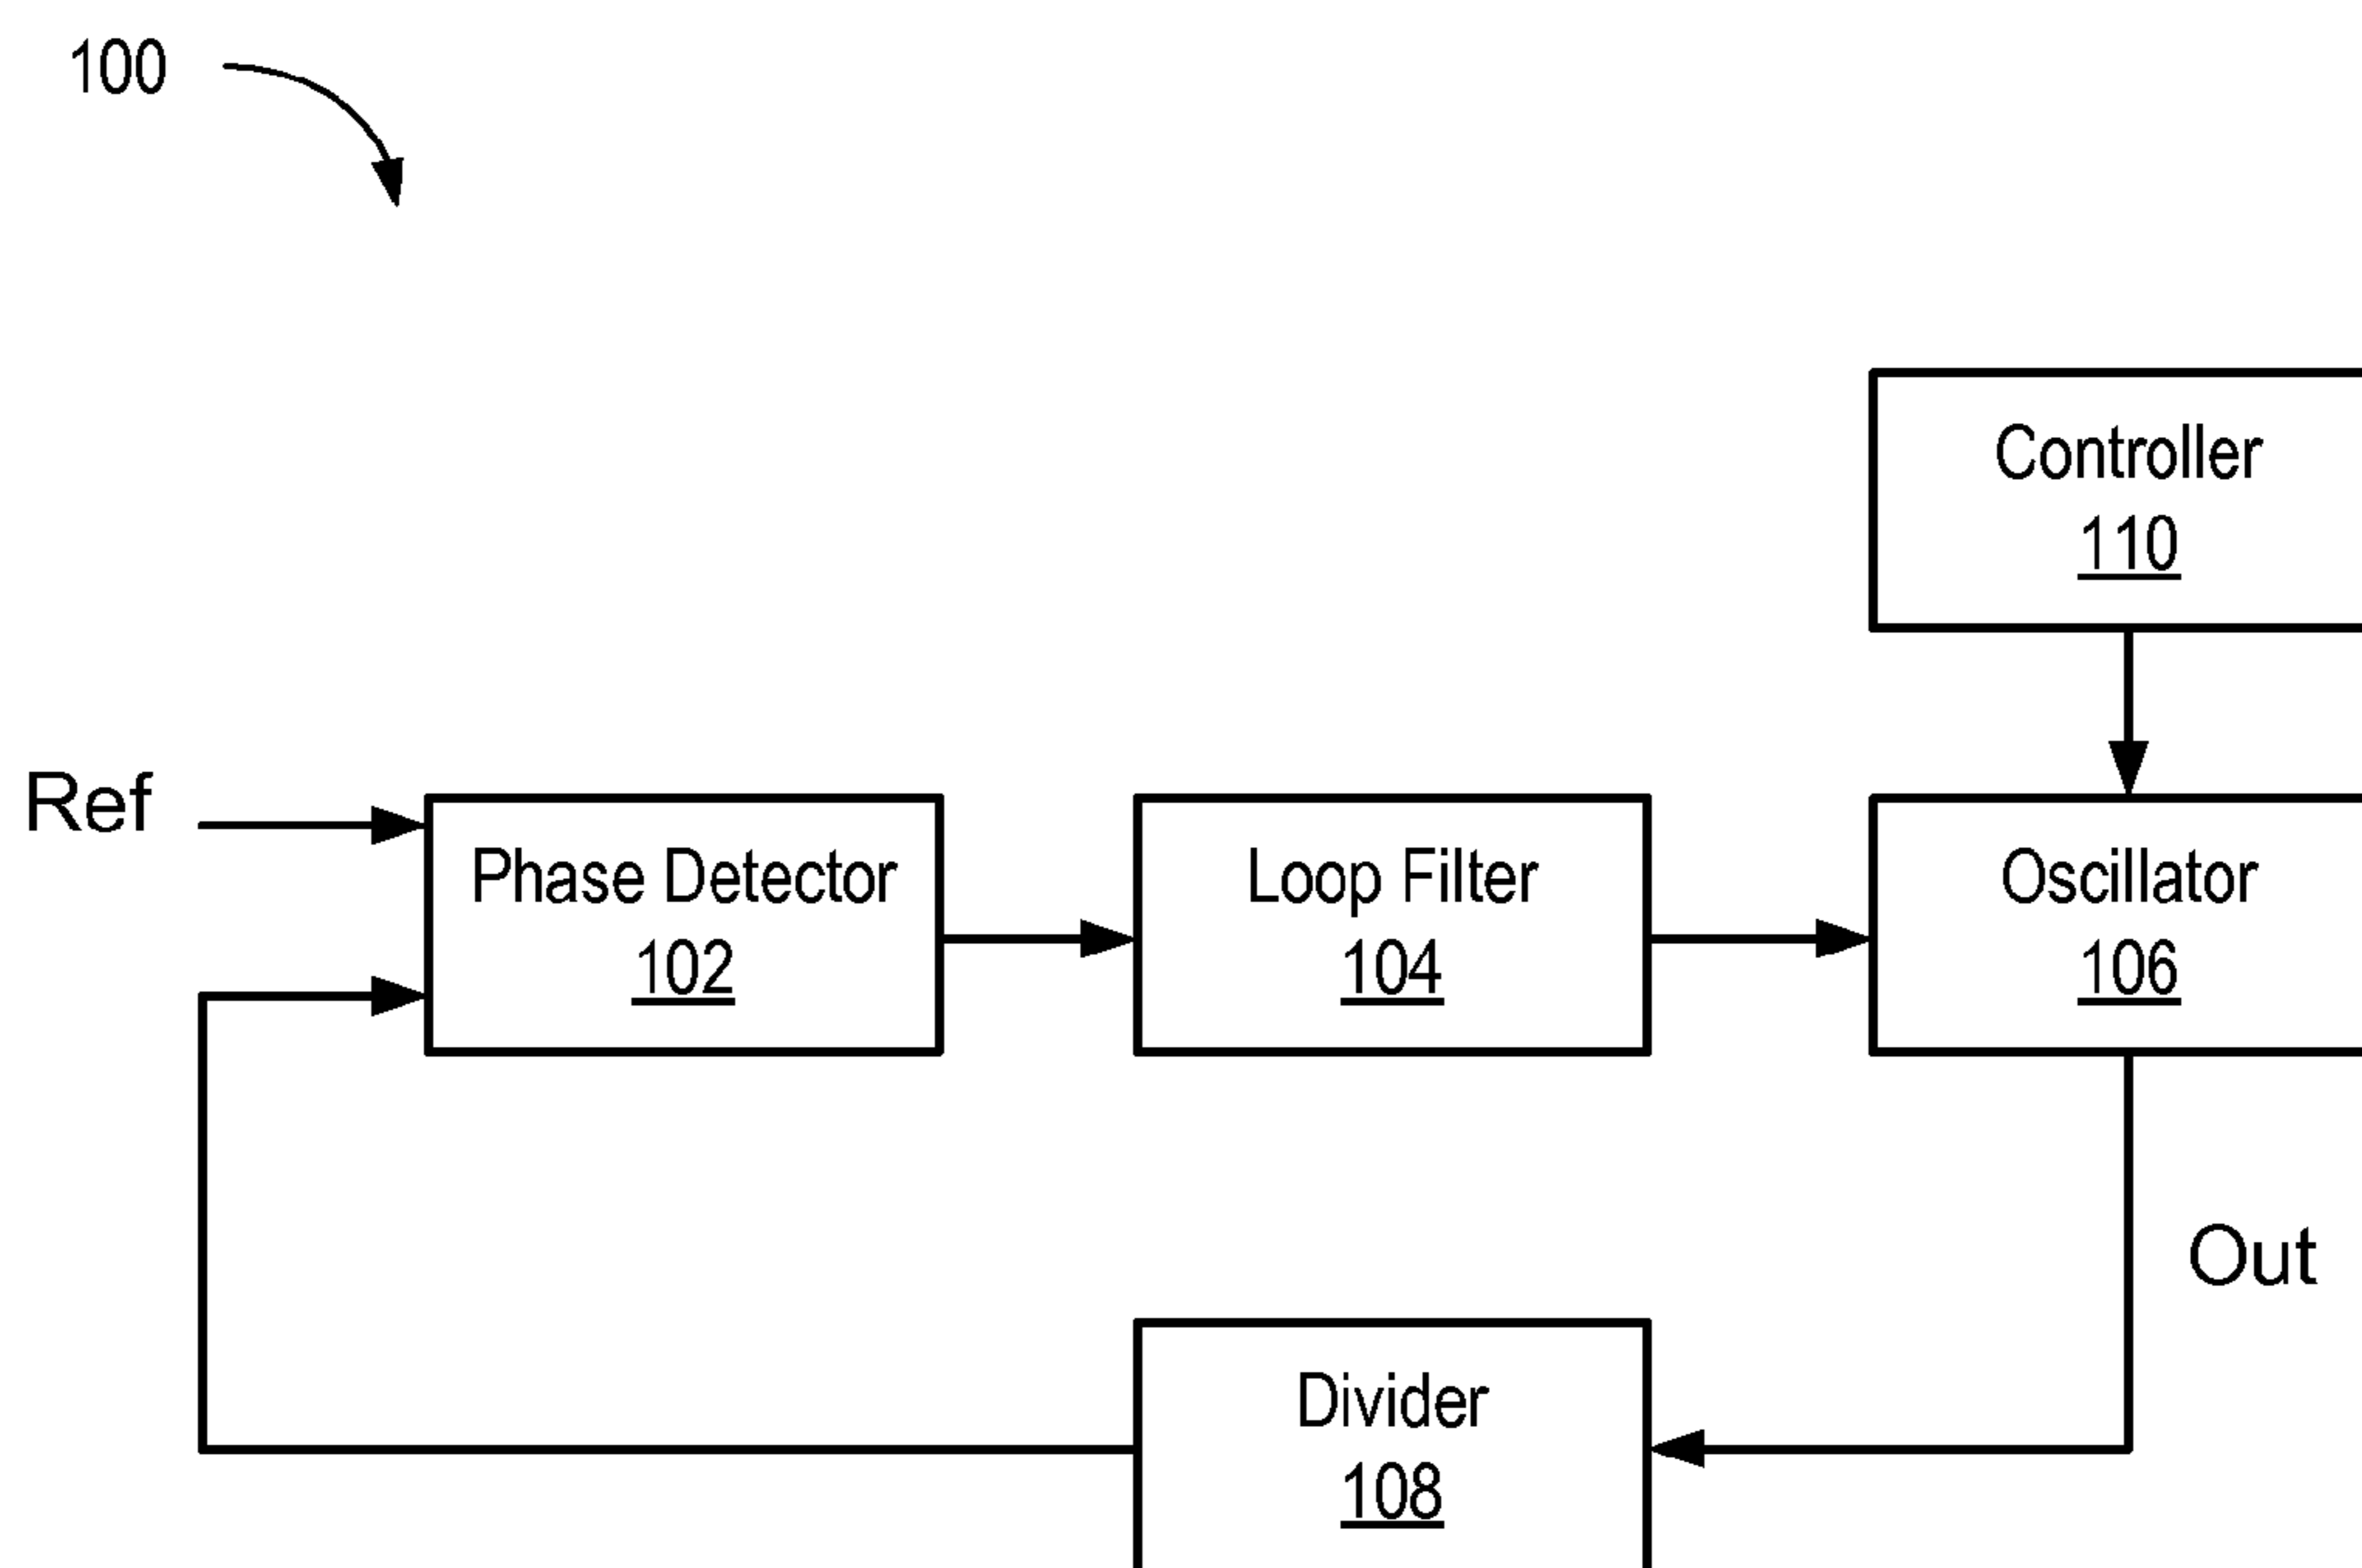 100
Controller
110
Ref
Phase Detector
102
Loop Filter
104
Oscillator
106
Out
Divider
108